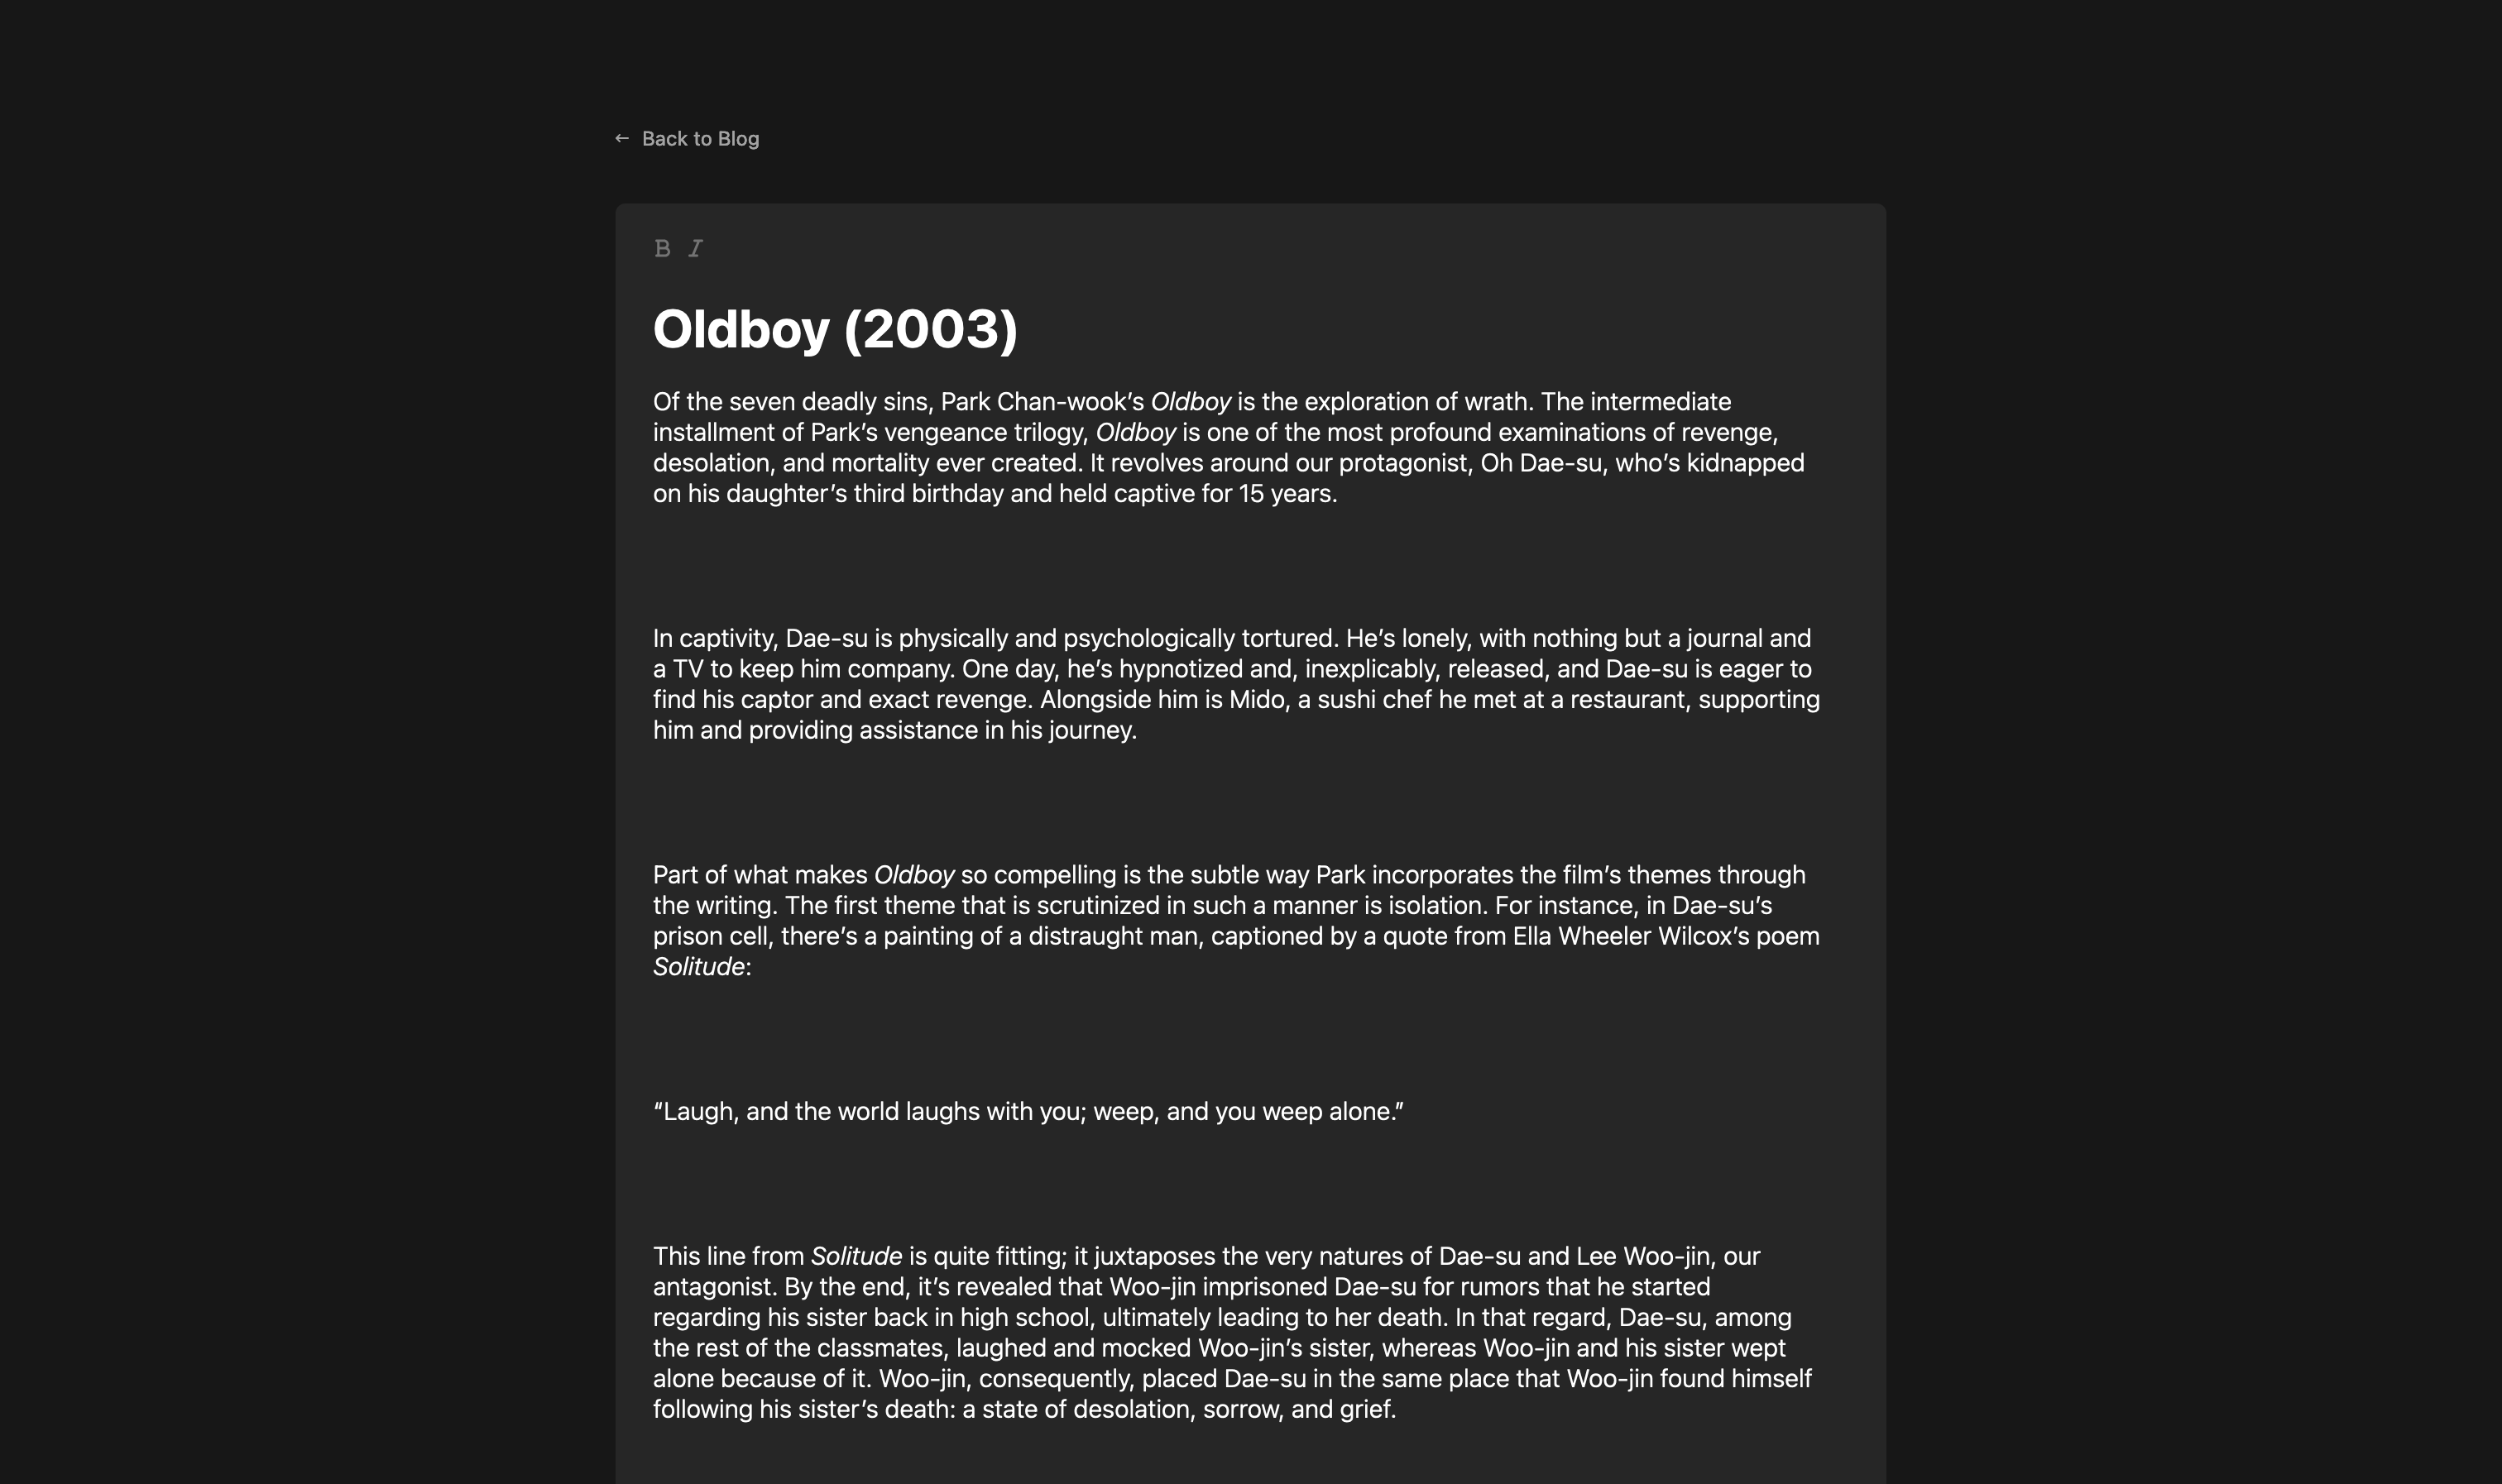 ← Back to Blog
B I
Oldboy (2003)
Of the seven deadly sins, Park Chan-wook’s Oldboy is the exploration of wrath. The intermediate
installment of Park’s vengeance trilogy, Oldboy is one of the most profound examinations of revenge,
desolation, and mortality ever created. It revolves around our protagonist, Oh Dae-su, who’s kidnapped
on his daughter’s third birthday and held captive for 15 years.
In captivity, Dae-su is physically and psychologically tortured. He’s lonely, with nothing but a journal and
a TV to keep him company. One day, he’s hypnotized and, inexplicably, released, and Dae-su is eager to
find his captor and exact revenge. Alongside him is Mido, a sushi chef he met at a restaurant, supporting
him and providing assistance in his journey.
Part of what makes Oldboy so compelling is the subtle way Park incorporates the film’s themes through
the writing. The first theme that is scrutinized in such a manner is isolation. For instance, in Dae-su’s
prison cell, there’s a painting of a distraught man, captioned by a quote from Ella Wheeler Wilcox’s poem
Solitude:
“Laugh, and the world laughs with you; weep, and you weep alone.”
This line from Solitude is quite fitting; it juxtaposes the very natures of Dae-su and Lee Woo-jin, our
antagonist. By the end, it’s revealed that Woo-jin imprisoned Dae-su for rumors that he started
regarding his sister back in high school, ultimately leading to her death. In that regard, Dae-su, among
the rest of the classmates, laughed and mocked Woo-jin’s sister, whereas Woo-jin and his sister wept
alone because of it. Woo-jin, consequently, placed Dae-su in the same place that Woo-jin found himself
following his sister’s death: a state of desolation, sorrow, and grief.